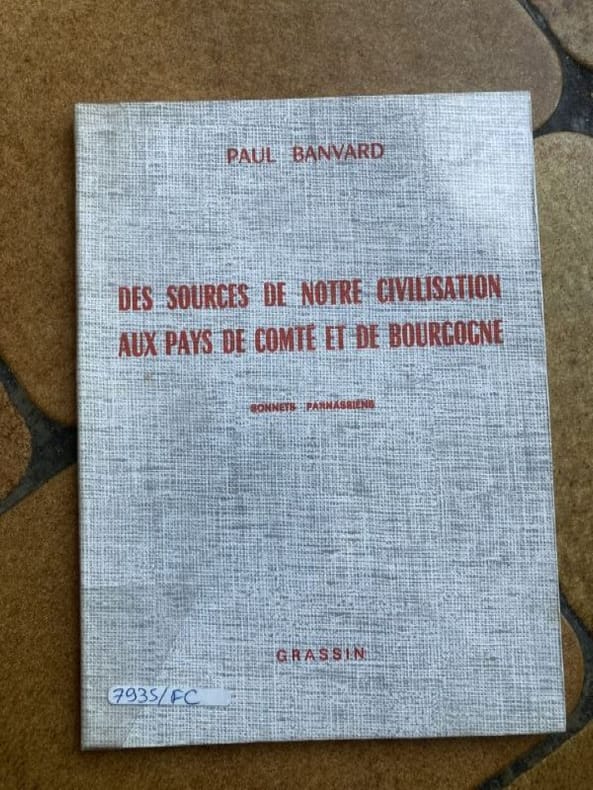 PAUL BANVARD
DES SOURCES DE NOTRE CIVILISATION
AUX PAYS DE COMTÉ ET DE BOURGOGNE
SONNETS PARNASSIENS
GRASSIN
7935/FC